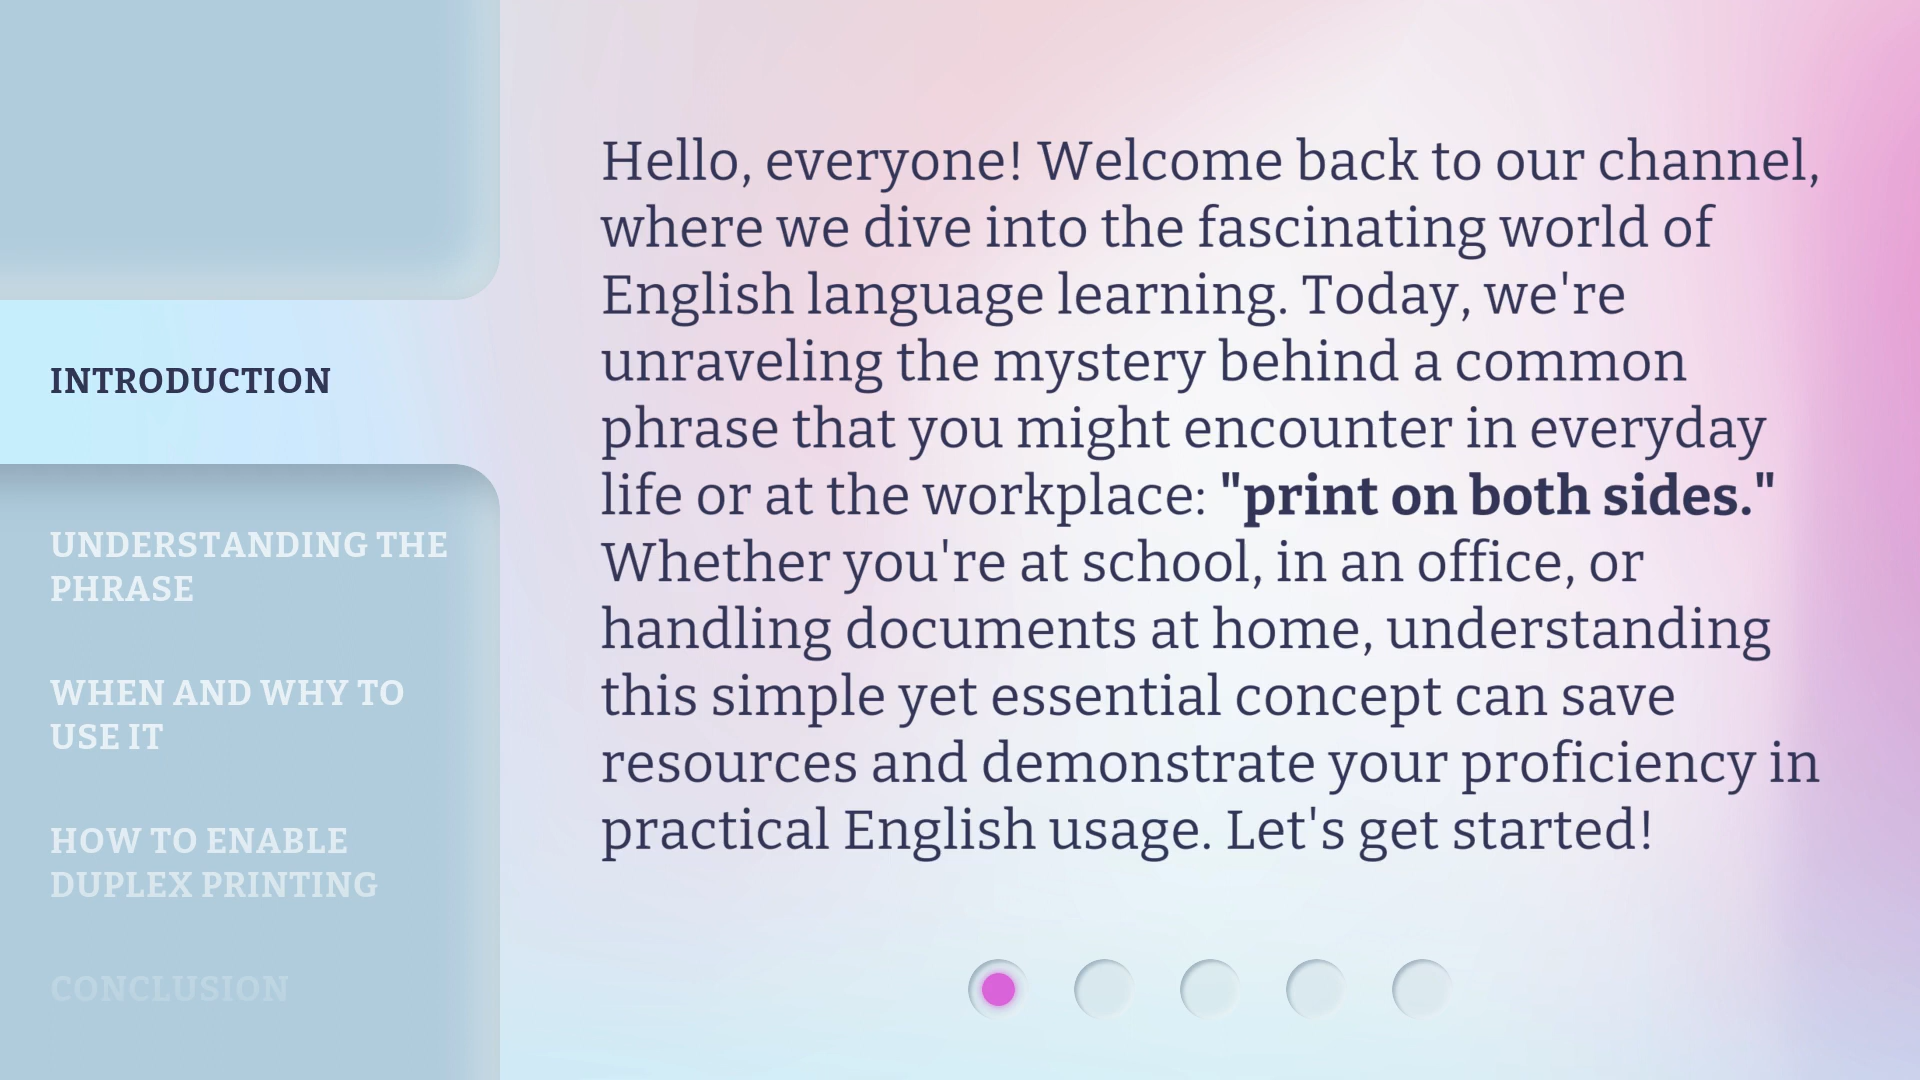 INTRODUCTION
UNDERSTANDING THE
PHRASE
WHEN AND WHY TO
USE IT
HOW TO ENABLE
DUPLEX PRINTING
CONCLUSION
Hello, everyone! Welcome back to our channel,
where we dive into the fascinating world of
English language learning. Today, we're
unraveling the mystery behind a common
phrase that you might encounter in everyday
life or at the workplace: "print on both sides."
Whether you're at school, in an office, or
handling documents at home, understanding
this simple yet essential concept can save
resources and demonstrate your proficiency in
practical English usage. Let's get started!